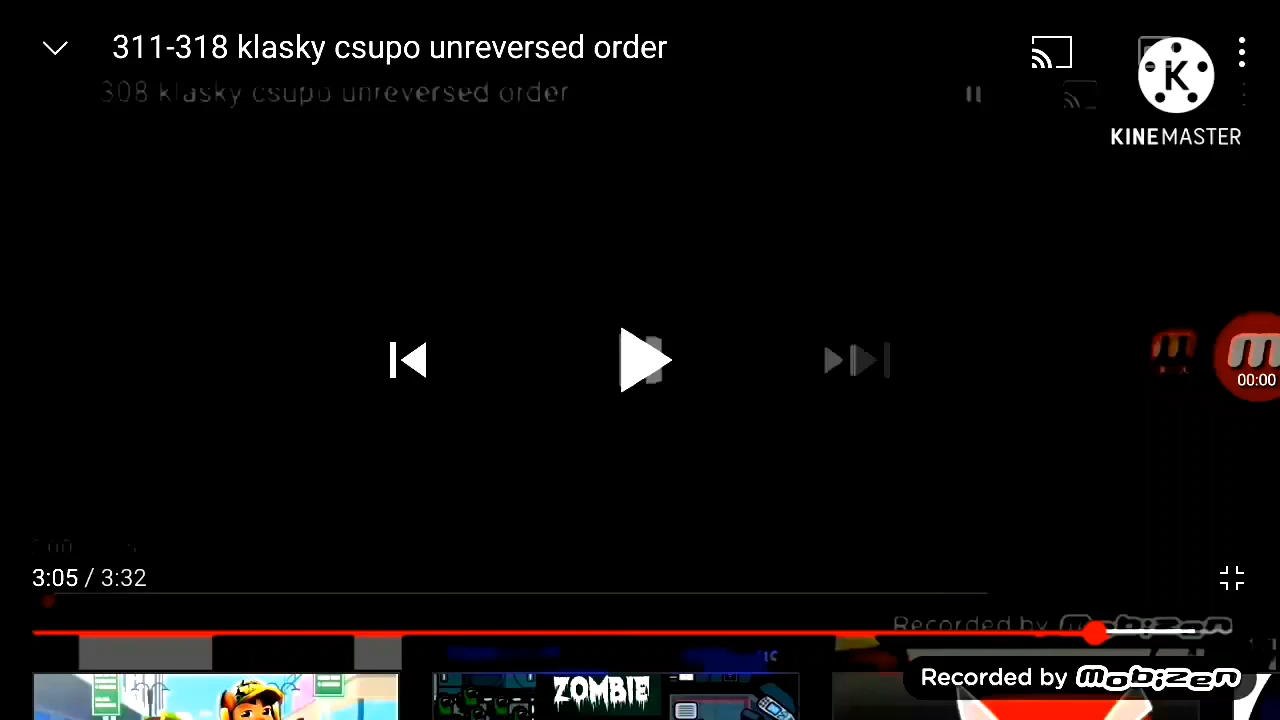 311-318 klasky csupo unreversed order
308 klasky csupo unreversed order
K
KINEMASTER
m
00:00
3:05 / 3:32
Recorded by Mobizen
Recorded by Mobizen
ZOMBIE